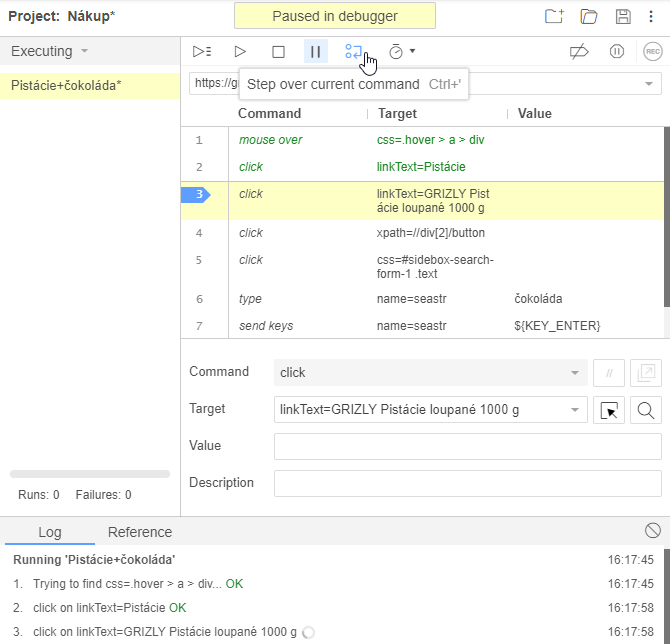 Project: Nákup*
Paused in debugger
Executing
REC
Pistácie+čokoláda*
https://g
Step over current command Ctrl+'
Command Target Value
1 mouse over css=.hover > a > div
2 click linkText=Pistácie
3 click linkText=GRIZLY Pist
ácie loupané 1000 g
4 click xpath=//div[2]/button
5 click css=#sidebox-search-
form-1 .text
6 type name=seastr čokoláda
7 send keys name=seastr ${KEY_ENTER}
Command click //
Target linkText=GRIZLY Pistácie loupané 1000 g
Value
Description
Runs: 0 Failures: 0
Log Reference
Running 'Pistácie+čokoláda' 16:17:45
1. Trying to find css=.hover > a > div... OK 16:17:45
2. click on linkText=Pistácie OK 16:17:58
3. click on linkText=GRIZLY Pistácie loupané 1000 g 16:17:58